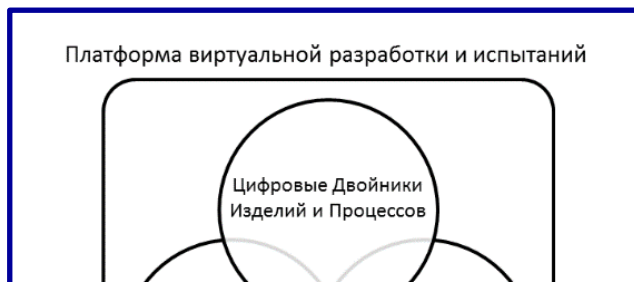 Платформа виртуальной разработки и испытаний
Цифровые Двойники
Изделий и Процессов